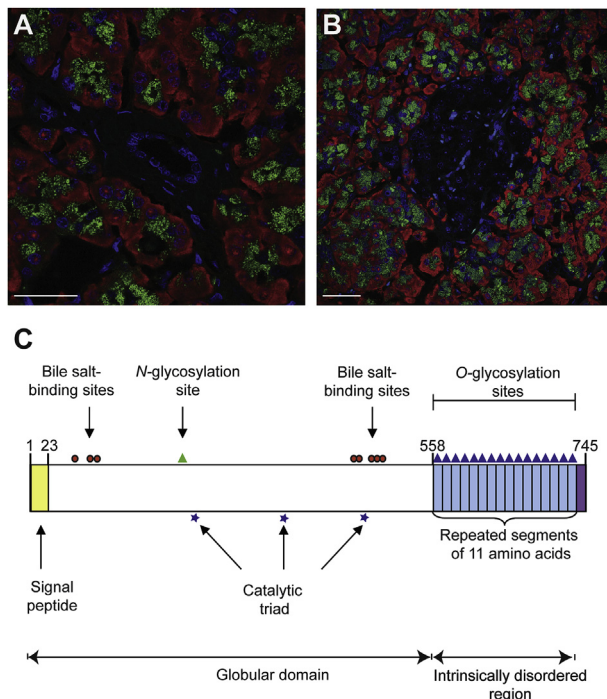 A
B
C
Bile salt-
binding sites
N-glycosylation
site
Bile salt-
binding sites
O-glycosylation
sites
1 23
558
745
Signal
peptide
Catalytic
triad
Repeated segments
of 11 amino acids
Globular domain
Intrinsically disordered
region